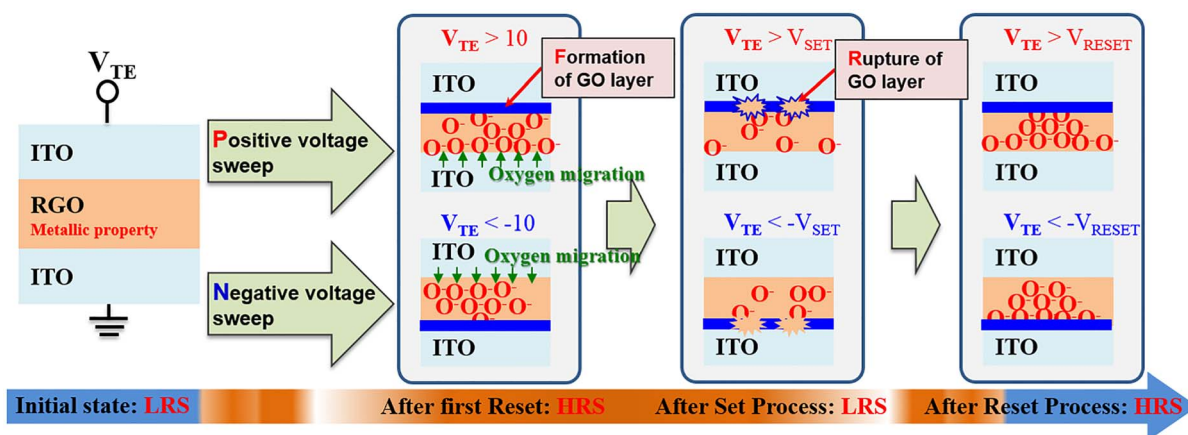 V_TE
ITO
RGO
Metallic property
ITO
Positive voltage
sweep
Negative voltage
sweep
V_TE > 10
ITO
Formation
of GO layer
O⁻ O⁻
O⁻ O⁻ O⁻
O⁻ O⁻ O⁻ O⁻ O⁻ O⁻
Oxygen migration
ITO
V_TE < -10
ITO
Oxygen migration
O⁻ O⁻ O⁻ O⁻
O⁻ O⁻ O⁻ O⁻
O⁻
ITO
V_TE > V_SET
ITO
Rupture of
GO layer
O⁻ O⁻
O⁻ O⁻
O⁻ O⁻ O⁻
ITO
V_TE < -V_SET
ITO
O⁻ O⁻ O⁻
O⁻ O⁻
ITO
V_TE > V_RESET
ITO
O⁻ O⁻
O⁻ O⁻ O⁻
O⁻ O⁻ O⁻ O⁻ O⁻
ITO
V_TE < -V_RESET
ITO
O⁻ O⁻
O⁻ O⁻ O⁻
O⁻ O⁻ O⁻ O⁻ O⁻
ITO
Initial state: LRS
After first Reset: HRS
After Set Process: LRS
After Reset Process: HRS